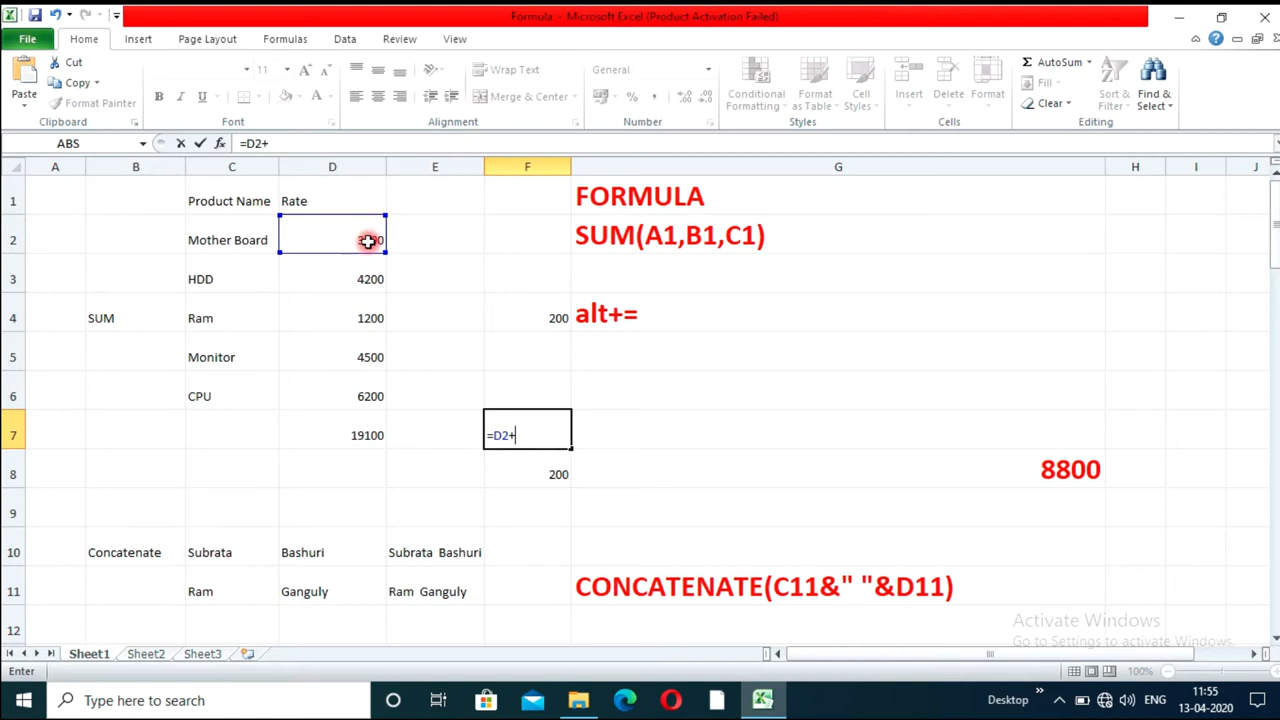 Formula - Microsoft Excel (Product Activation Failed)
File Home Insert Page Layout Formulas Data Review View
Paste Cut Copy Format Painter Clipboard
11 A A B I U A Font
Wrap Text Merge & Center Alignment
General % , Number
Conditional Formatting Format as Table Cell Styles Styles
Insert Delete Format Cells
Σ AutoSum Fill Clear Sort & Filter Find & Select Editing
ABS fx =D2+
A B C D E F G H I J
1 Product Name Rate FORMULA
2 Mother Board SUM(A1,B1,C1)
3 HDD 4200
4 SUM Ram 1200 200 alt+=
5 Monitor 4500
6 CPU 6200
7 19100 =D2+
8 200 8800
9
10 Concatenate Subrata Bashuri Subrata Bashuri
11 Ram Ganguly Ram Ganguly CONCATENATE(C11&" "&D11)
12
Activate Windows
Go to Settings to activate Windows.
Sheet1 Sheet2 Sheet3
Enter 100%
Type here to search
Desktop » ENG 11:55
13-04-2020